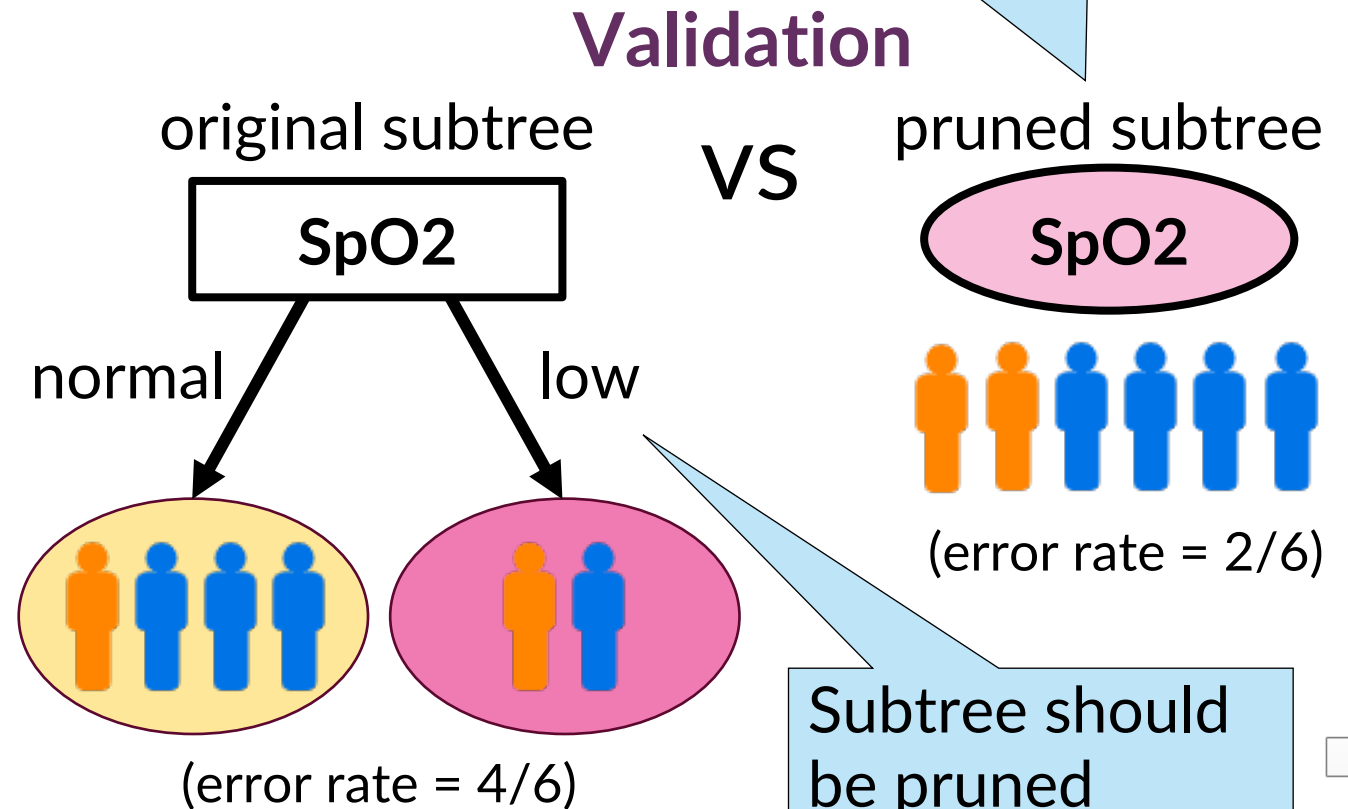 Validation
original subtree
vs
pruned subtree
SpO2
SpO2
normal
low
(error rate = 2/6)
(error rate = 4/6)
Subtree should
be pruned